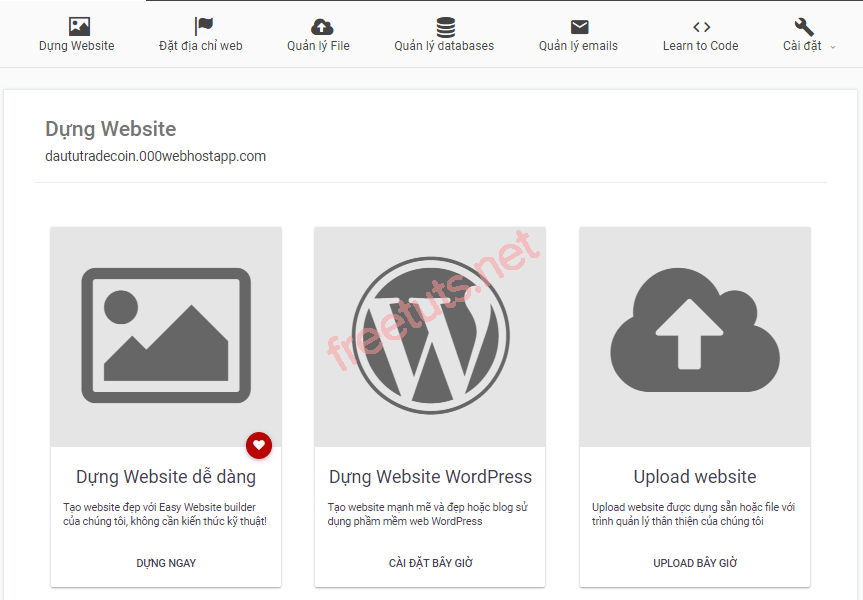 Dựng Website
Đặt địa chỉ web
Quản lý File
Quản lý databases
Quản lý emails
Learn to Code
Cài đặt
Dựng Website
daututradecoin.000webhostapp.com
freetuts.net
Dựng Website dễ dàng
Tạo website đẹp với Easy Website builder
của chúng tôi, không cần kiến thức kỹ thuật!
DỰNG NGAY
Dựng Website WordPress
Tạo website mạnh mẽ và đẹp hoặc blog sử
dụng phầm mềm web WordPress
CÀI ĐẶT BÂY GIỜ
Upload website
Upload website được dựng sẵn hoặc file với
trình quản lý thân thiện của chúng tôi
UPLOAD BÂY GIỜ